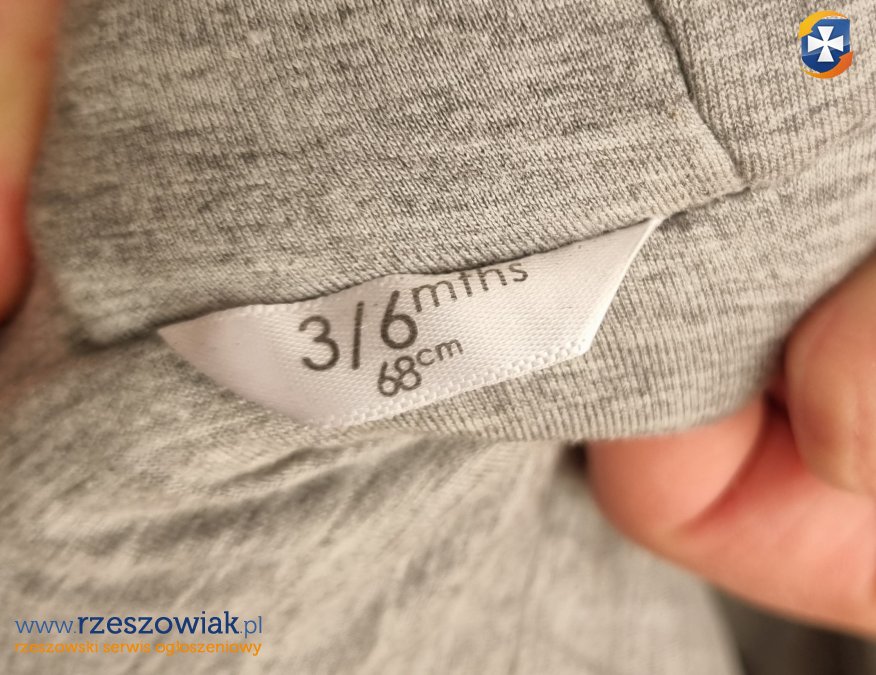 3/6mths
68cm
www.rzeszowiak.pl
rzeszowski serwis ogłoszeniowy